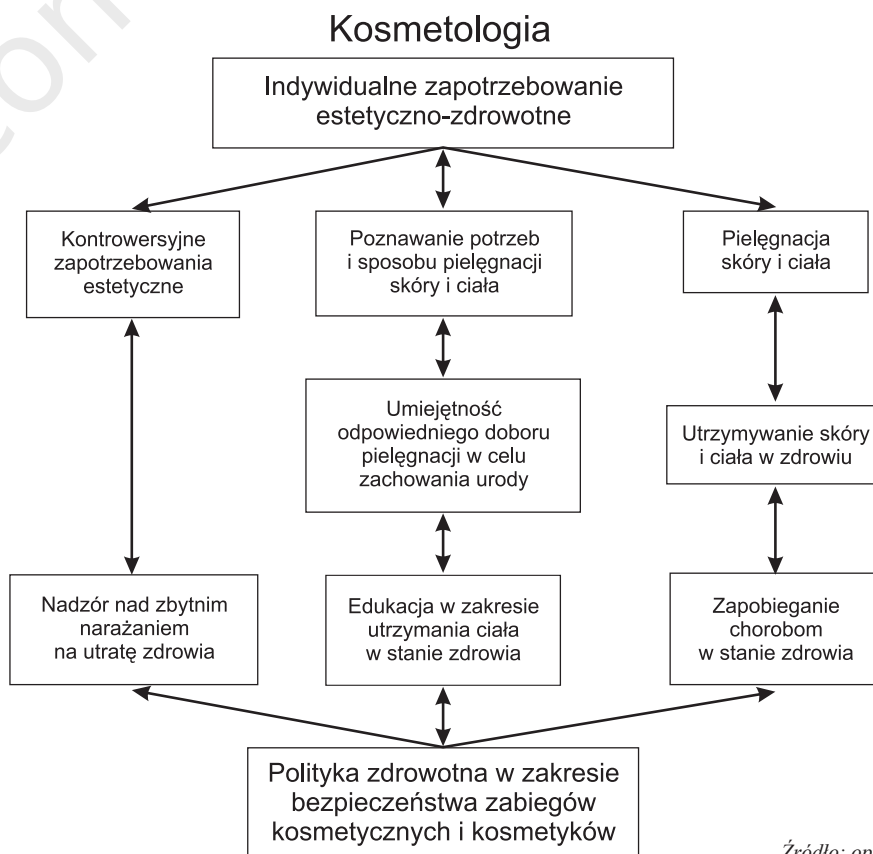 Kosmetologia
Indywidualne zapotrzebowanie
estetyczno-zdrowotne
Kontrowersyjne
zapotrzebowania
estetyczne
Poznawanie potrzeb
i sposobu pielęgnacji
skóry i ciała
Pielęgnacja
skóry i ciała
Umiejętność
odpowiedniego doboru
pielęgnacji w celu
zachowania urody
Utrzymywanie skóry
i ciała w zdrowiu
Nadzór nad zbytnim
narażaniem
na utratę zdrowia
Edukacja w zakresie
utrzymania ciała
w stanie zdrowia
Zapobieganie
chorobom
w stanie zdrowia
Polityka zdrowotna w zakresie
bezpieczeństwa zabiegów
kosmetycznych i kosmetyków
Źródło: